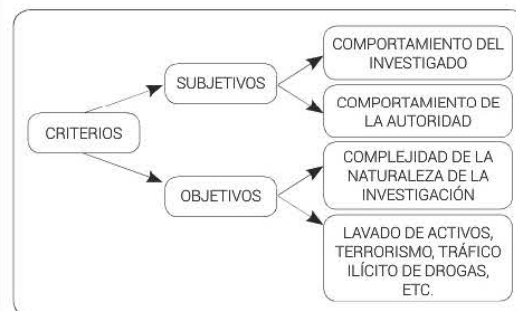 CRITERIOS
SUBJETIVOS
COMPORTAMIENTO DEL
INVESTIGADO
COMPORTAMIENTO DE
LA AUTORIDAD
OBJETIVOS
COMPLEJIDAD DE LA
NATURALEZA DE LA
INVESTIGACIÓN
LAVADO DE ACTIVOS,
TERRORISMO, TRÁFICO
ILÍCITO DE DROGAS,
ETC.